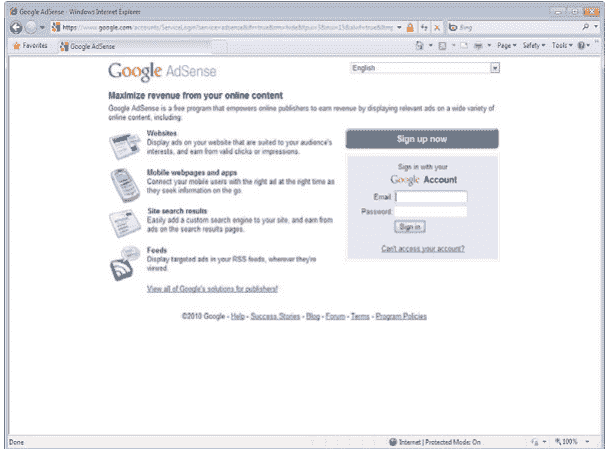 Google AdSense - Windows Internet Explorer
Bing
Favorites
Google AdSense
Page
Safety
Tools
Google AdSense
English
Maximize revenue from your online content
Google AdSense is a free program that empowers online publishers to earn revenue by displaying relevant ads on a wide variety of
online content, including:
Websites
Display ads on your website that are suited to your audience's
interests, and earn from valid clicks or impressions.
Mobile webpages and apps
Connect your mobile users with the right ad at the right time as
they seek information on the go.
Site search results
Easily add a custom search engine to your site, and earn from
ads on the search results pages.
Feeds
Display targeted ads in your RSS feeds, wherever they're
viewed.
View all of Google's solutions for publishers!
Sign up now
Sign in with your
Google Account
Email:
Password:
Sign in
Can't access your account?
©2010 Google - Help - Success Stories - Blog - Forum - Terms - Program Policies
Done
Internet | Protected Mode: On
100%